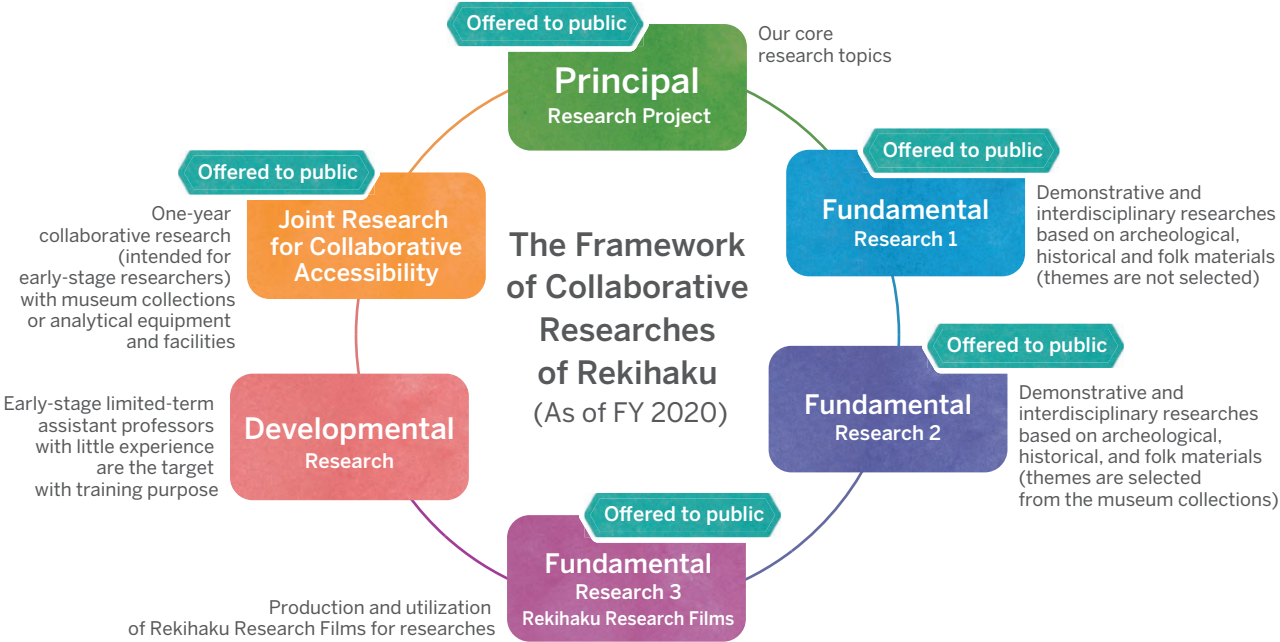 Offered to public
Principal
Research Project
Our core
research topics
Offered to public
Fundamental
Research 1
Demonstrative and
interdisciplinary researches
based on archeological,
historical and folk materials
(themes are not selected)
Offered to public
Fundamental
Research 2
Demonstrative and
interdisciplinary researches
based on archeological,
historical, and folk materials
(themes are selected
from the museum collections)
Offered to public
Fundamental
Research 3
Rekihaku Research Films
Production and utilization
of Rekihaku Research Films for researches
Developmental
Research
Early-stage limited-term
assistant professors
with little experience
are the target
with training purpose
Offered to public
Joint Research
for Collaborative
Accessibility
One-year
collaborative research
(intended for
early-stage researchers)
with museum collections
or analytical equipment
and facilities
The Framework
of Collaborative
Researches
of Rekihaku
(As of FY 2020)